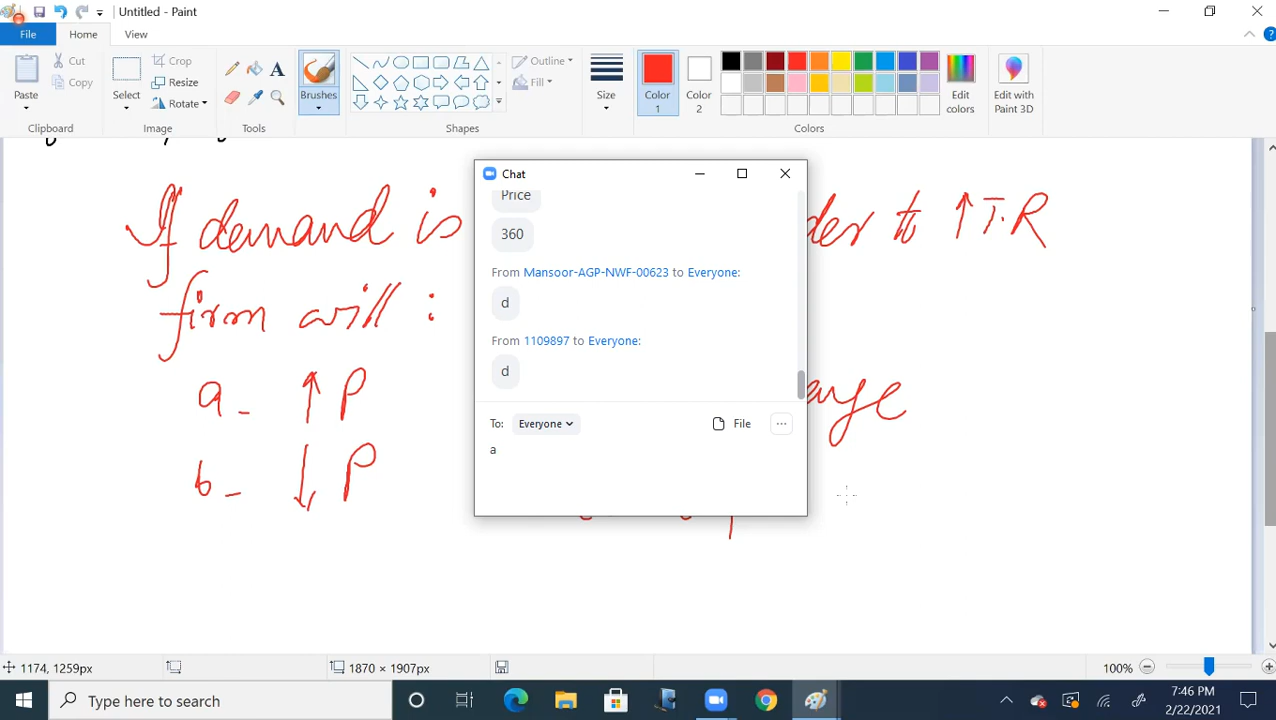 Untitled - Paint
File
Home
View
Paste
Cut
Copy
Clipboard
Select
Crop
Resize
Rotate
Image
A
Tools
Brushes
Outline
Fill
Shapes
Size
Color 1
Color 2
Edit colors
Colors
Edit with Paint 3D
If demand is
to ↑ T.R
firm will :
a- ↑ P
b- ↓ P
Chat
Price
360
From Mansoor-AGP-NWF-00623 to Everyone:
d
From 1109897 to Everyone:
d
To: Everyone
File
...
a
1174, 1259px
1870 × 1907px
100%
Type here to search
7:46 PM
2/22/2021